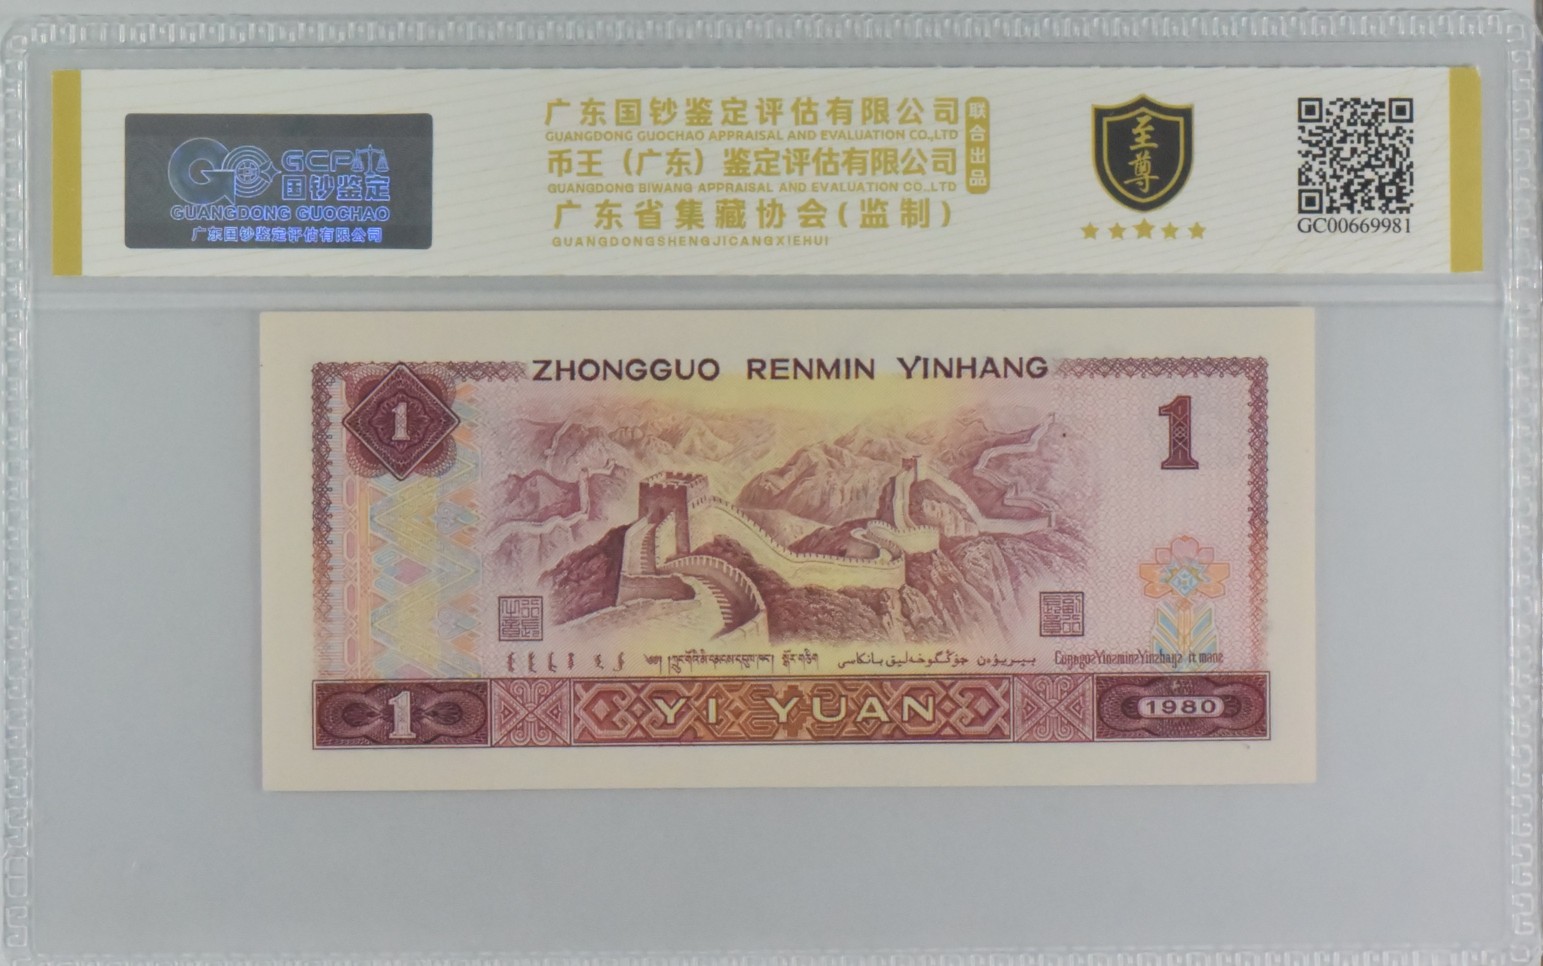 GCP
国钞鉴定
GUANGDONG GUOCHAO
广东国钞鉴定评估有限公司
广东国钞鉴定评估有限公司
GUANGDONG GUOCHAO APPRAISAL AND EVALUATION CO.,LTD
币王（广东）鉴定评估有限公司
GUANGDONG BIWANG APPRAISAL AND EVALUATION CO.,LTD
联合出品
广东省集藏协会(监制)
GUANGDONGSHENGJICANGXIEHUI
至尊
GC00669981
ZHONGGUO RENMIN YINHANG
1
1
1
YI YUAN
1980